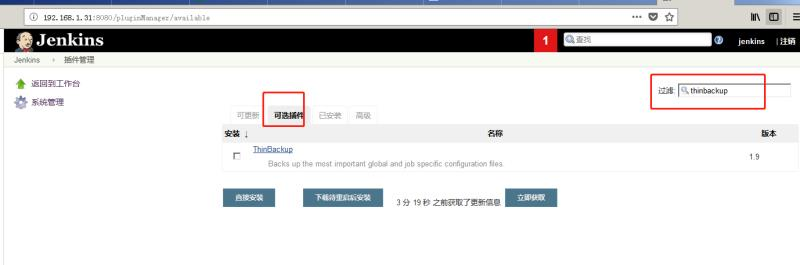 192.168.1.31:8080/pluginManager/available
Jenkins
1
查找
jenkins | 注销
Jenkins 插件管理
返回到工作台
系统管理
过滤: thinbackup
可更新 可选插件 已安装 高级
安装 ↓ 名称 版本
ThinBackup
Backs up the most important global and job specific configuration files.
1.9
直接安装 下载待重启后安装 3 分 19 秒 之前获取了更新信息 立即获取